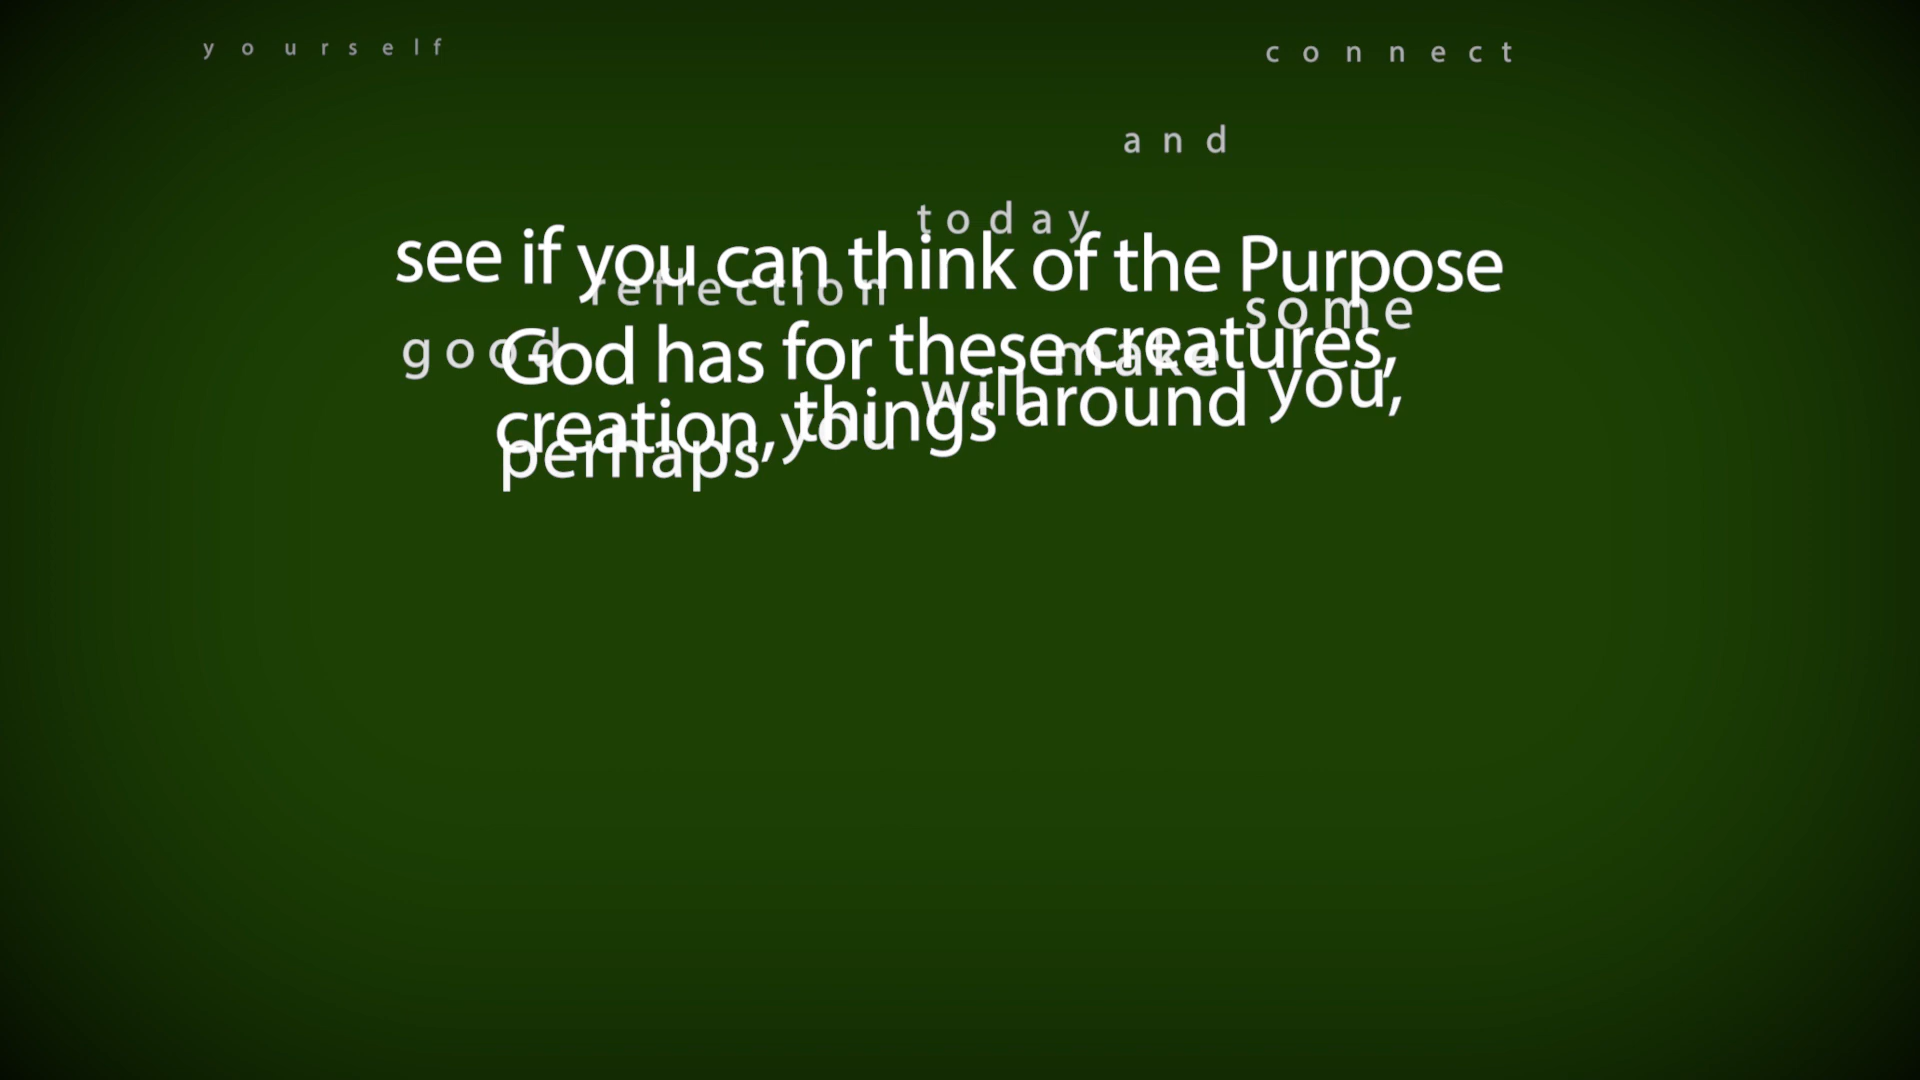 yourself
connect
and
today
see if you can think of the Purpose
reflection
some
God has for these creatures,
good
make
will
around you,
creation, you
things
perhaps